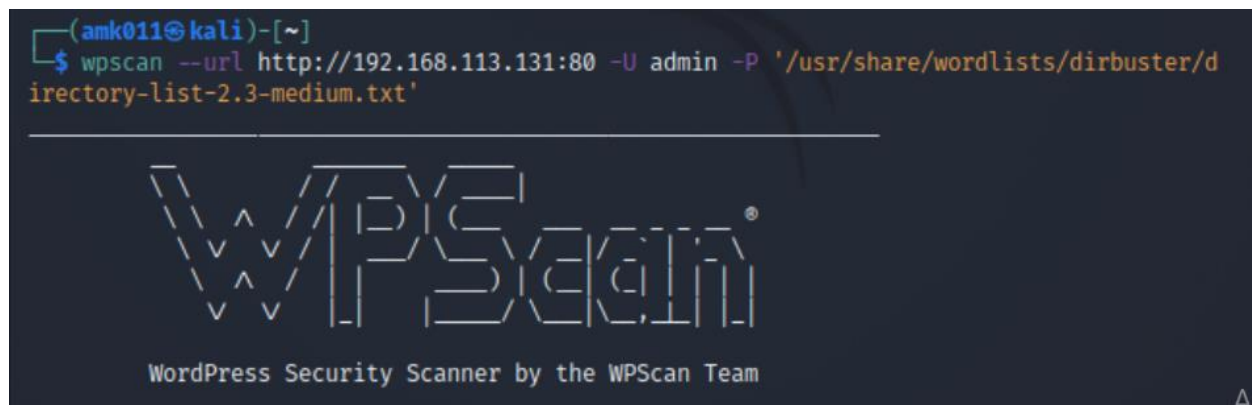 ┌──(amk011㉿kali)-[~]
└─$ wpscan --url http://192.168.113.131:80 -U admin -P '/usr/share/wordlists/dirbuster/d
irectory-list-2.3-medium.txt'
WPScan®
WordPress Security Scanner by the WPScan Team